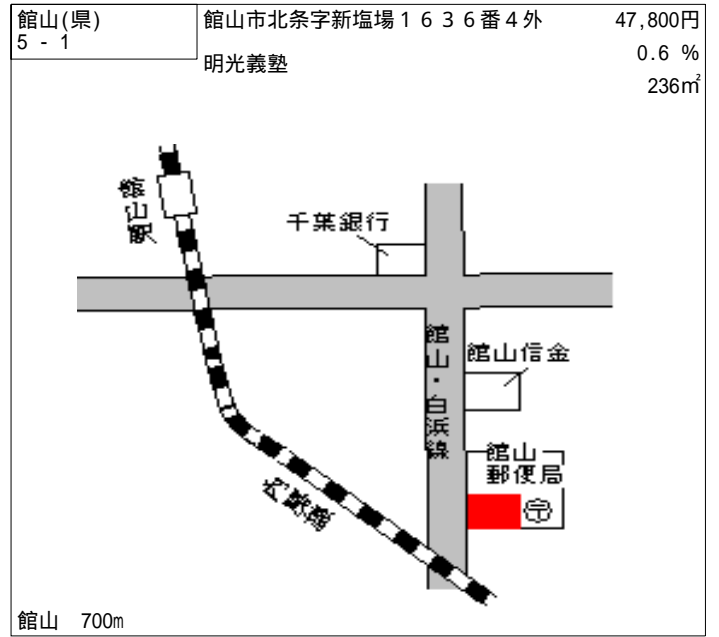 館山(県)
5 - 1
館山市北条字新塩場１６３６番４外
47,800円
明光義塾
0.6 %
236㎡
館山駅
千葉銀行
館山・白浜線
館山信金
館山
郵便局
〒
内房線
館山 700m